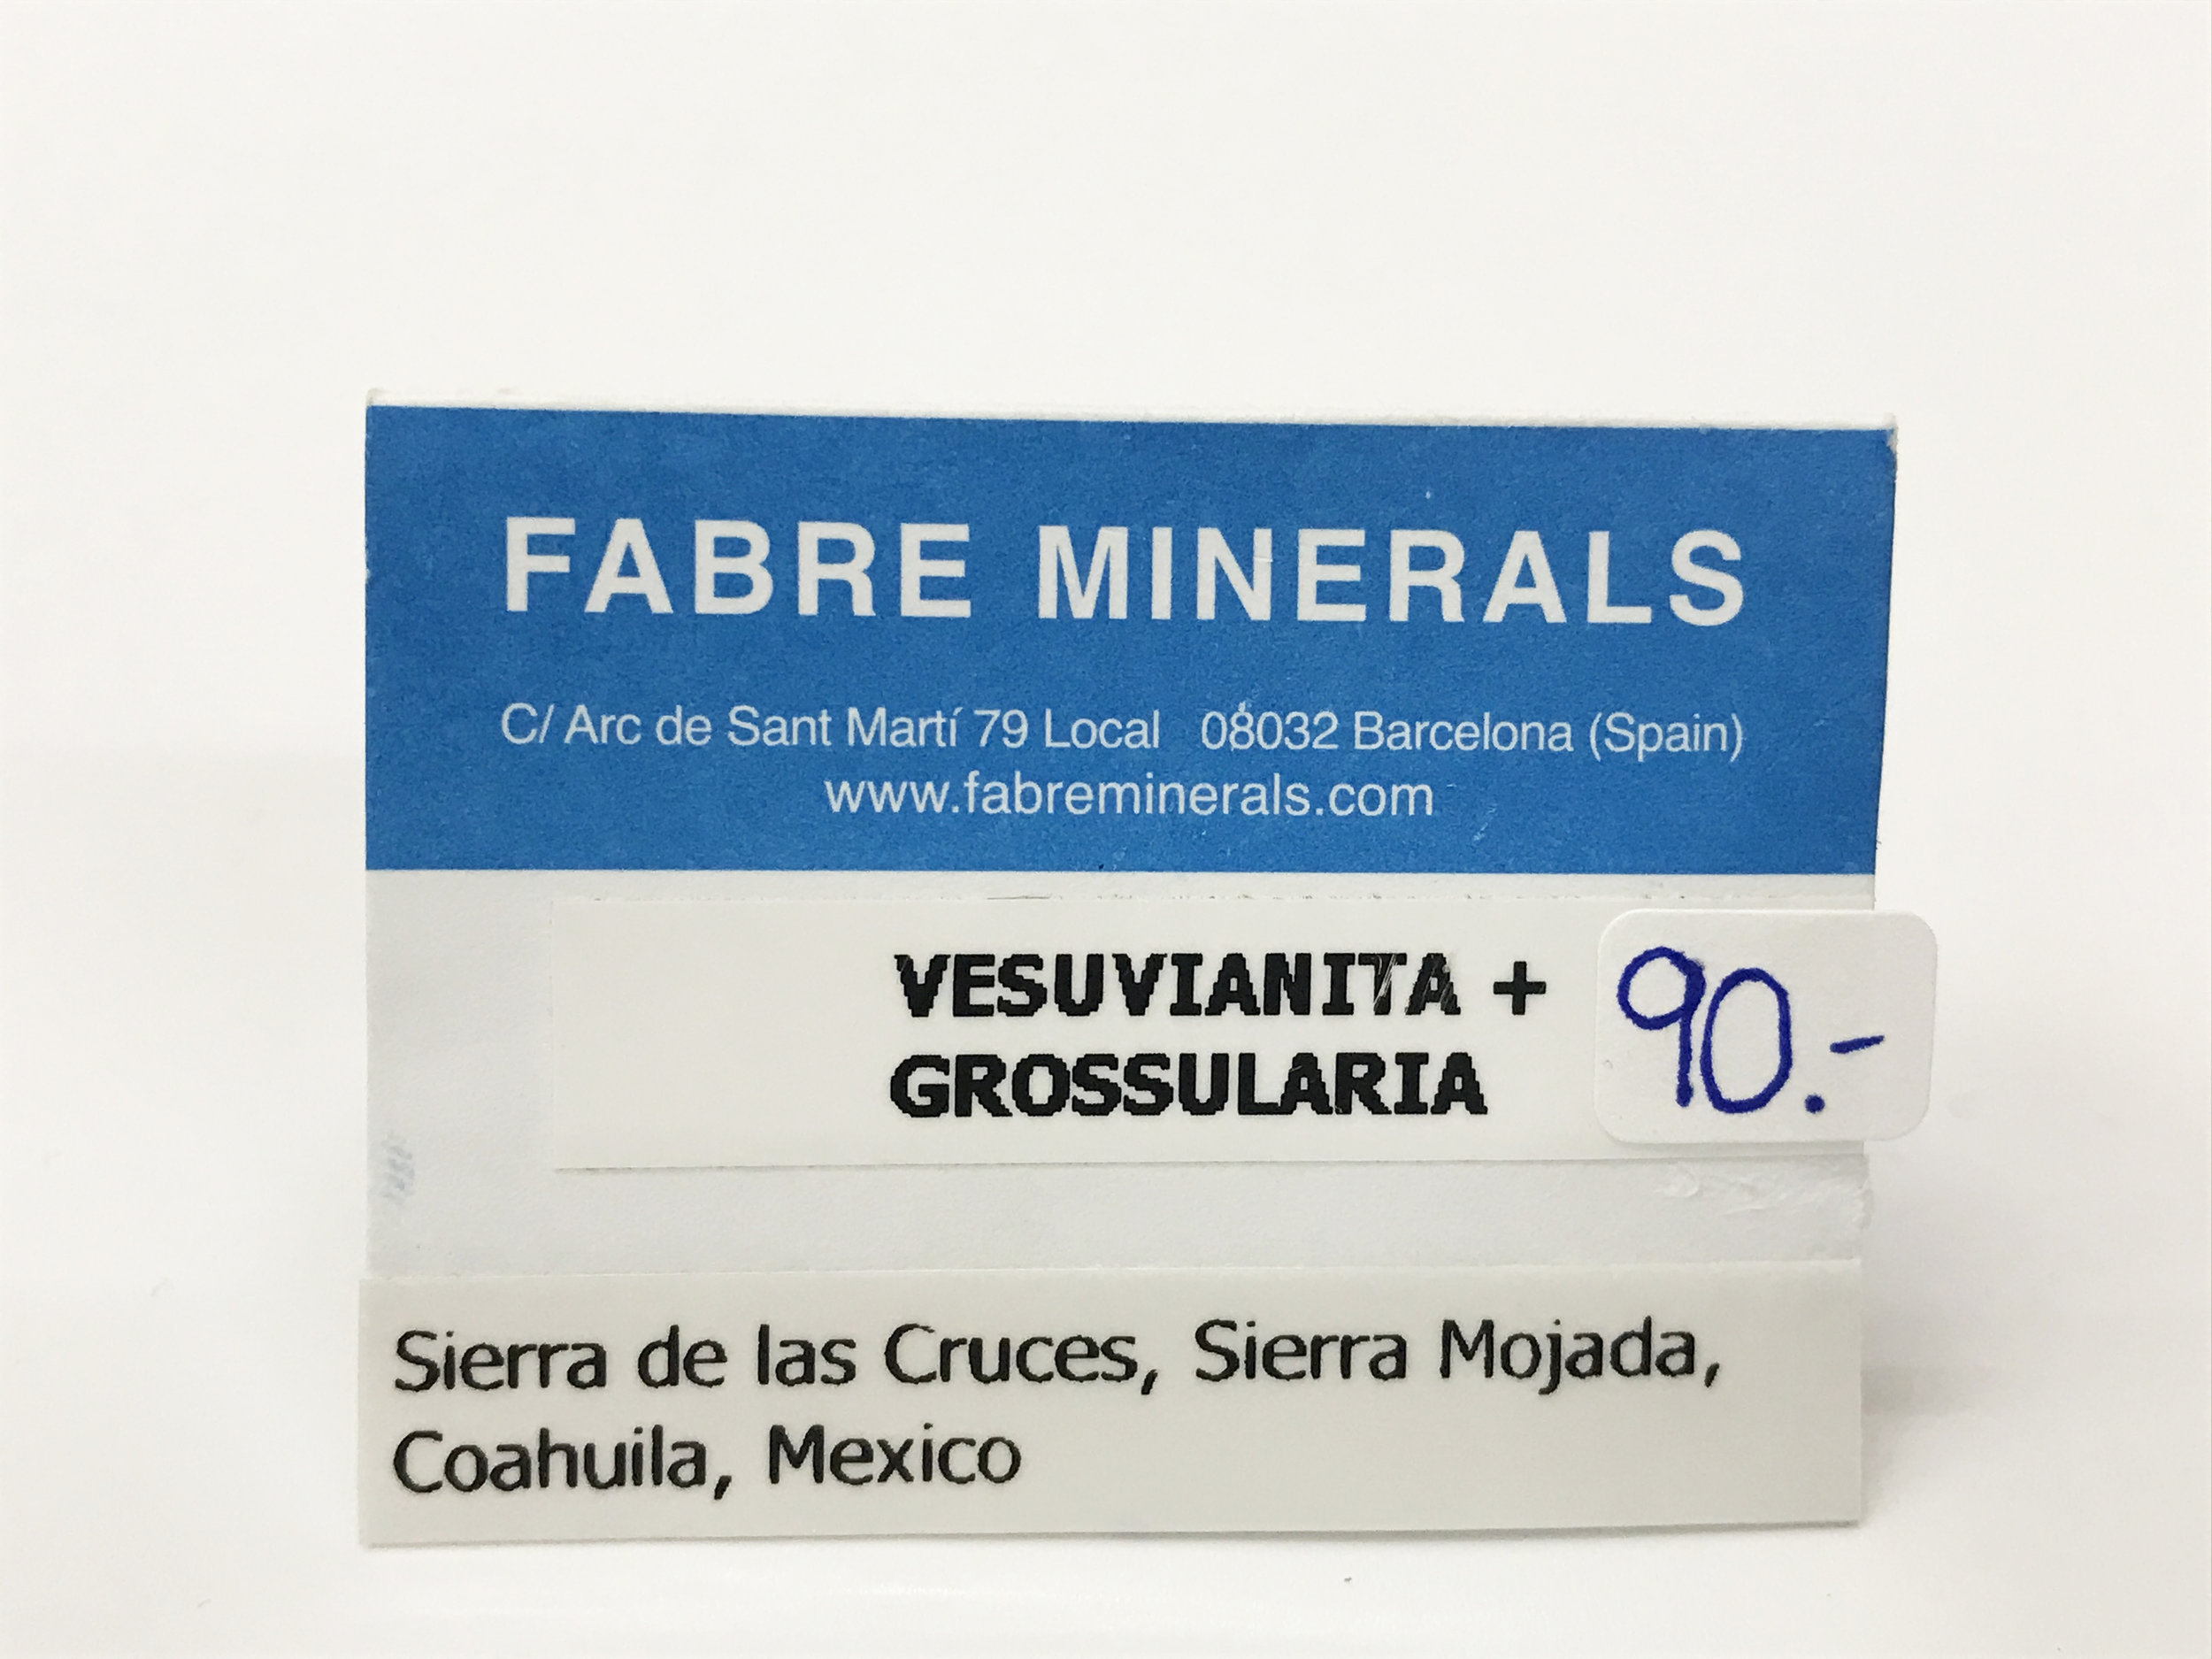 FABRE MINERALS
C/ Arc de Sant Martí 79 Local 08032 Barcelona (Spain)
www.fabreminerals.com
VESUVIANITA +
GROSSULARIA
90.-
Sierra de las Cruces, Sierra Mojada,
Coahuila, Mexico